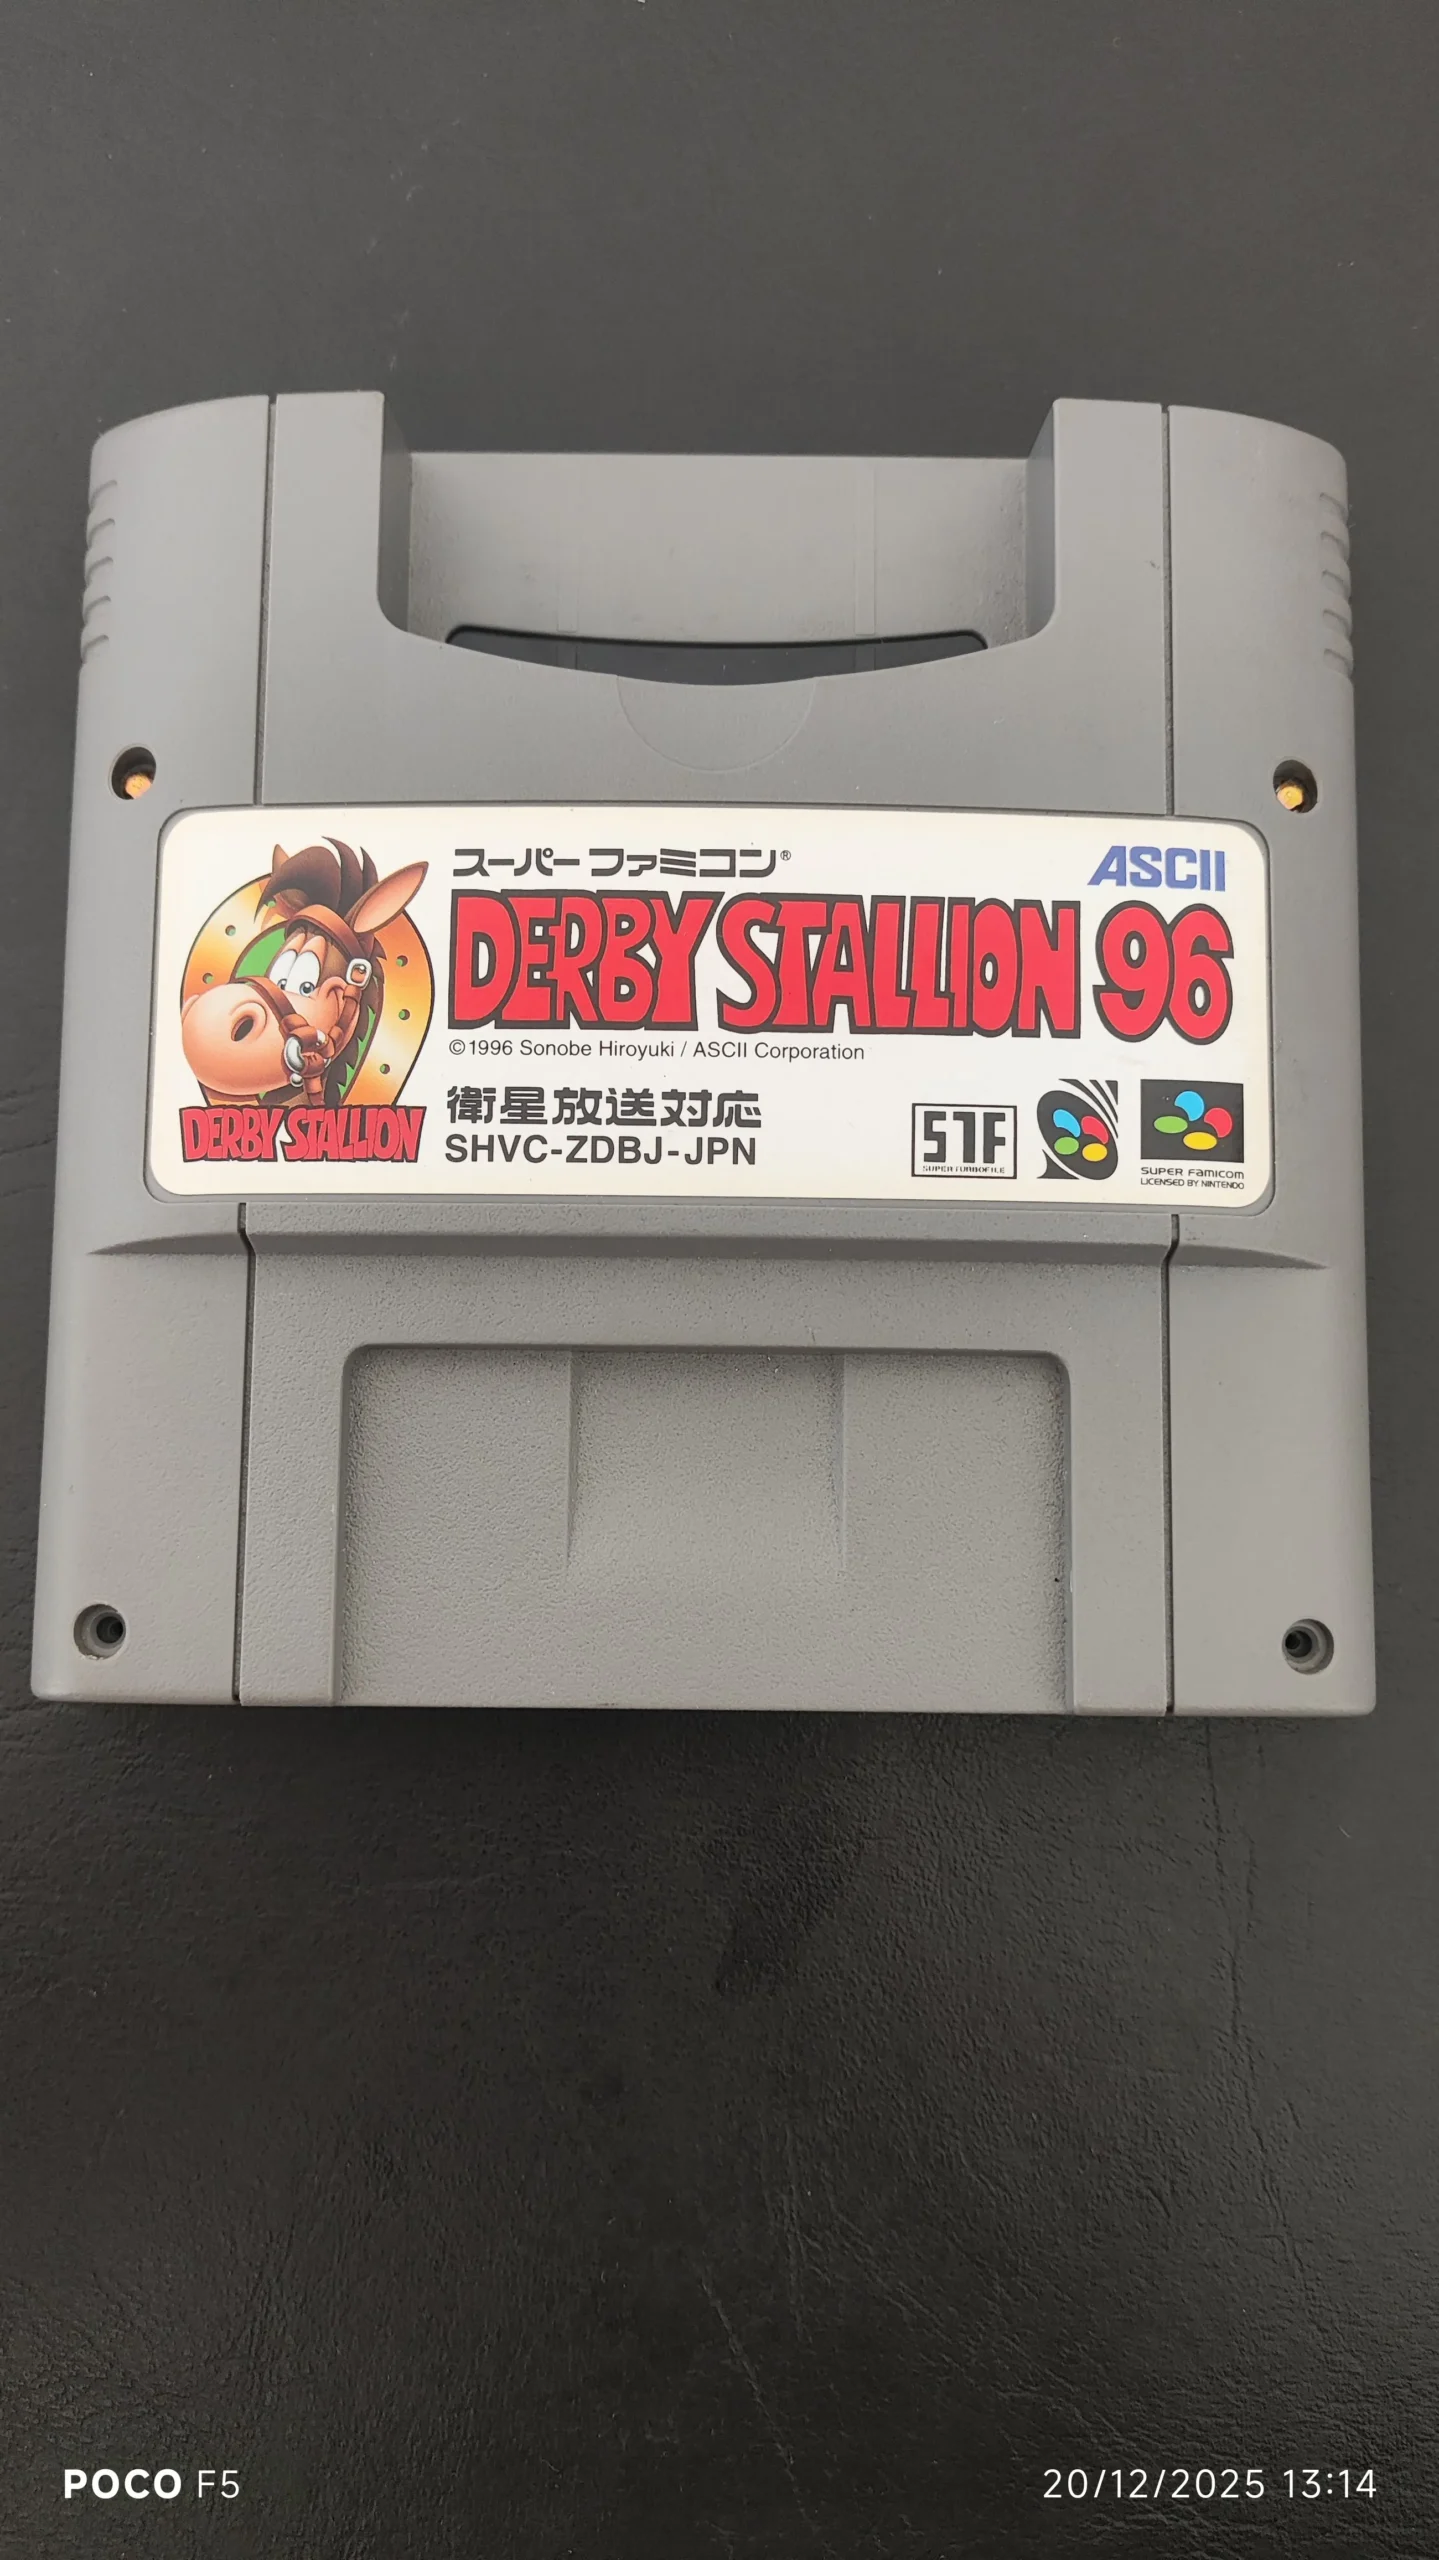 スーパーファミコン®
ASCII
DERBY STALLION 96
©1996 Sonobe Hiroyuki / ASCII Corporation
DERBY STALLION
衛星放送対応
SHVC-ZDBJ-JPN
STF
SUPER TURBOFILE
SUPER FAMICOM
LICENSED BY NINTENDO
POCO F5
20/12/2025 13:14